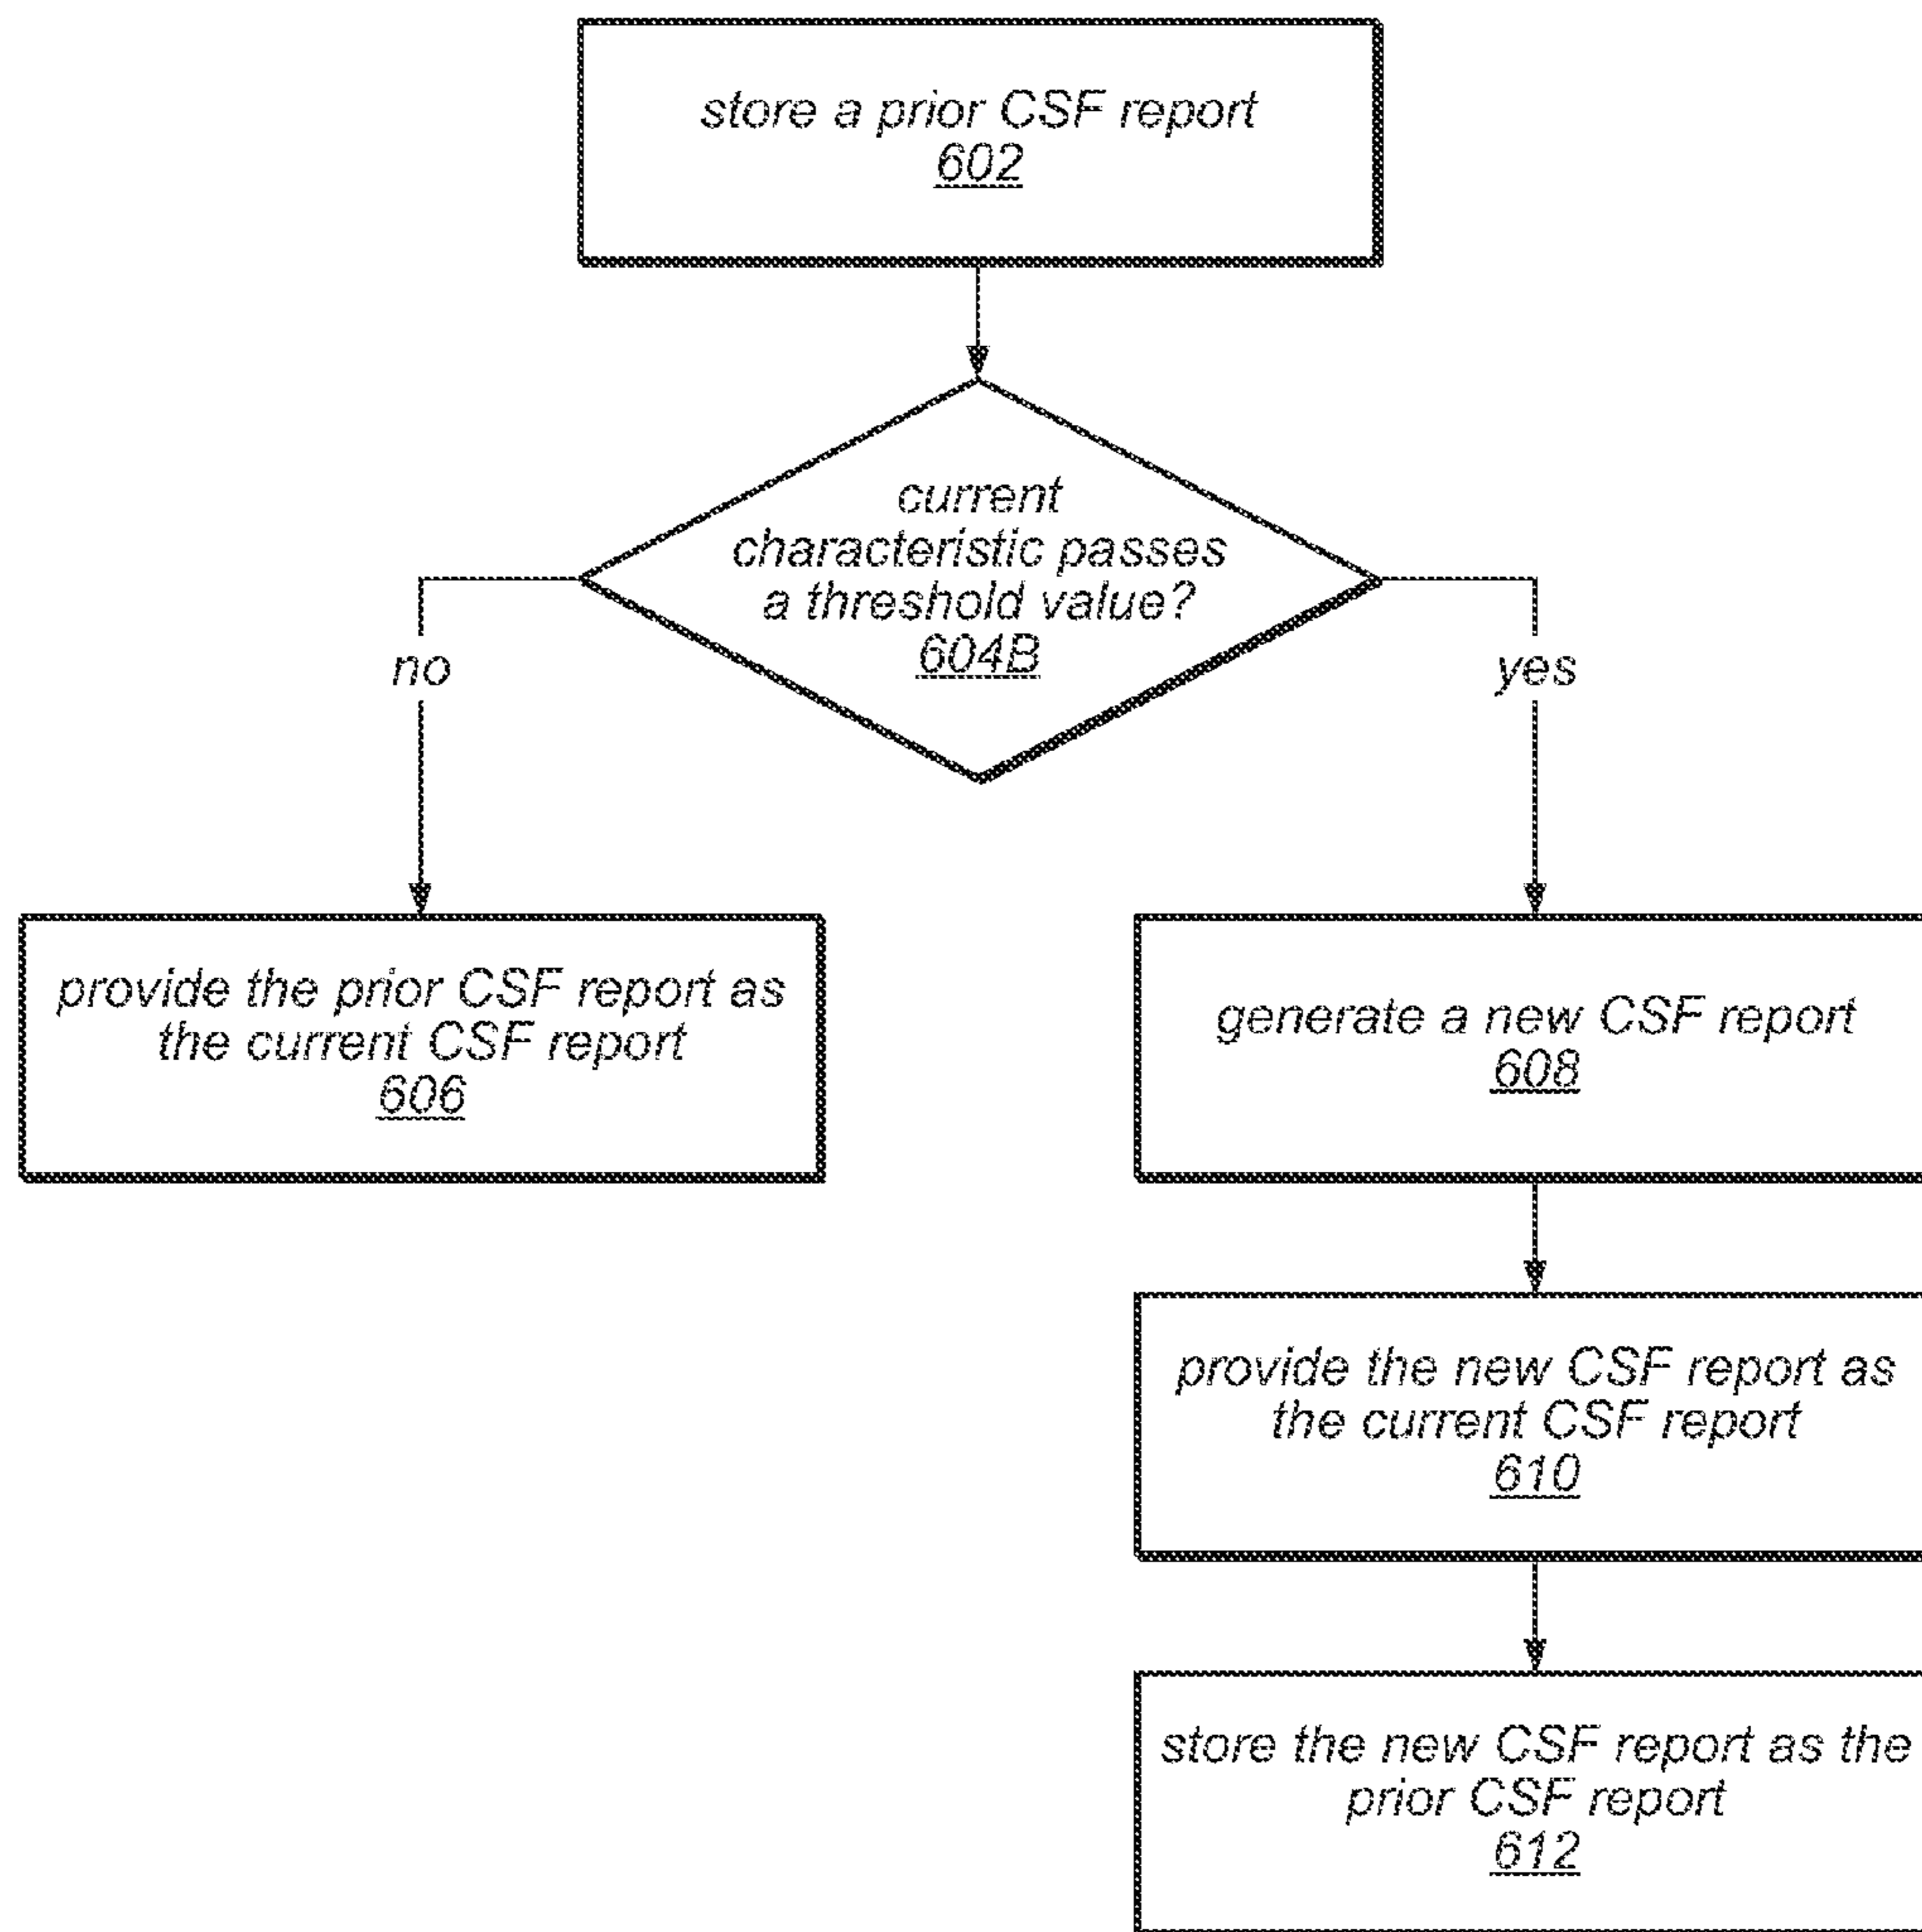 store a prior CSF report
602
current
characteristic passes
a threshold value?
604B
no
yes
provide the prior CSF report as
the current CSF report
606
generate a new CSF report
608
provide the new CSF report as
the current CSF report
610
store the new CSF report as the
prior CSF report
612